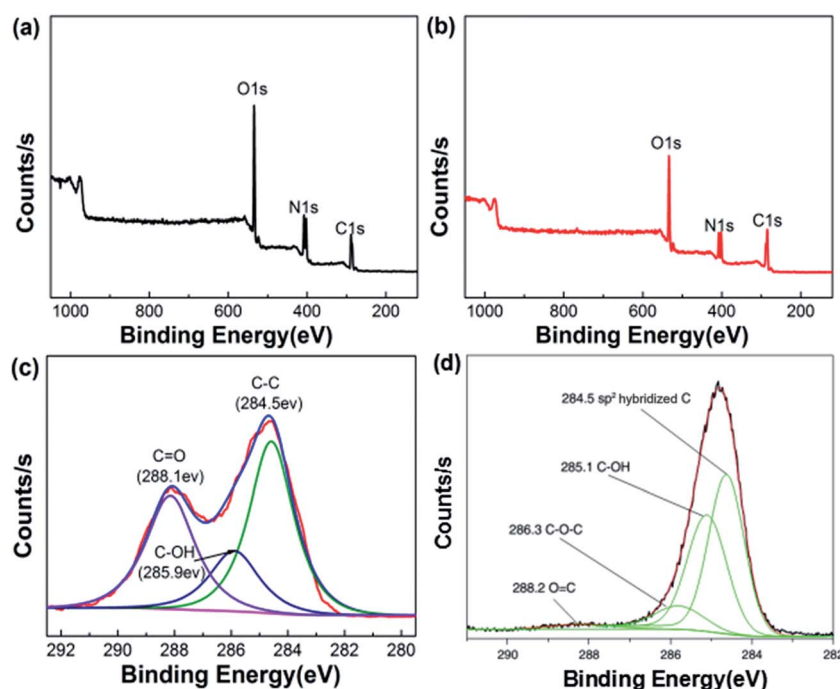 (a)
O1s
N1s
C1s
Counts/s
1000 800 600 400 200
Binding Energy(eV)
(b)
O1s
N1s
C1s
Counts/s
1000 800 600 400 200
Binding Energy(eV)
(c)
C-C
(284.5ev)
C=O
(288.1ev)
C-OH
(285.9ev)
Counts/s
292 290 288 286 284 282 280
Binding Energy(eV)
(d)
284.5 sp² hybridized C
285.1 C-OH
286.3 C-O-C
288.2 O=C
Counts/s
290 288 286 284 282
Binding Energy(eV)